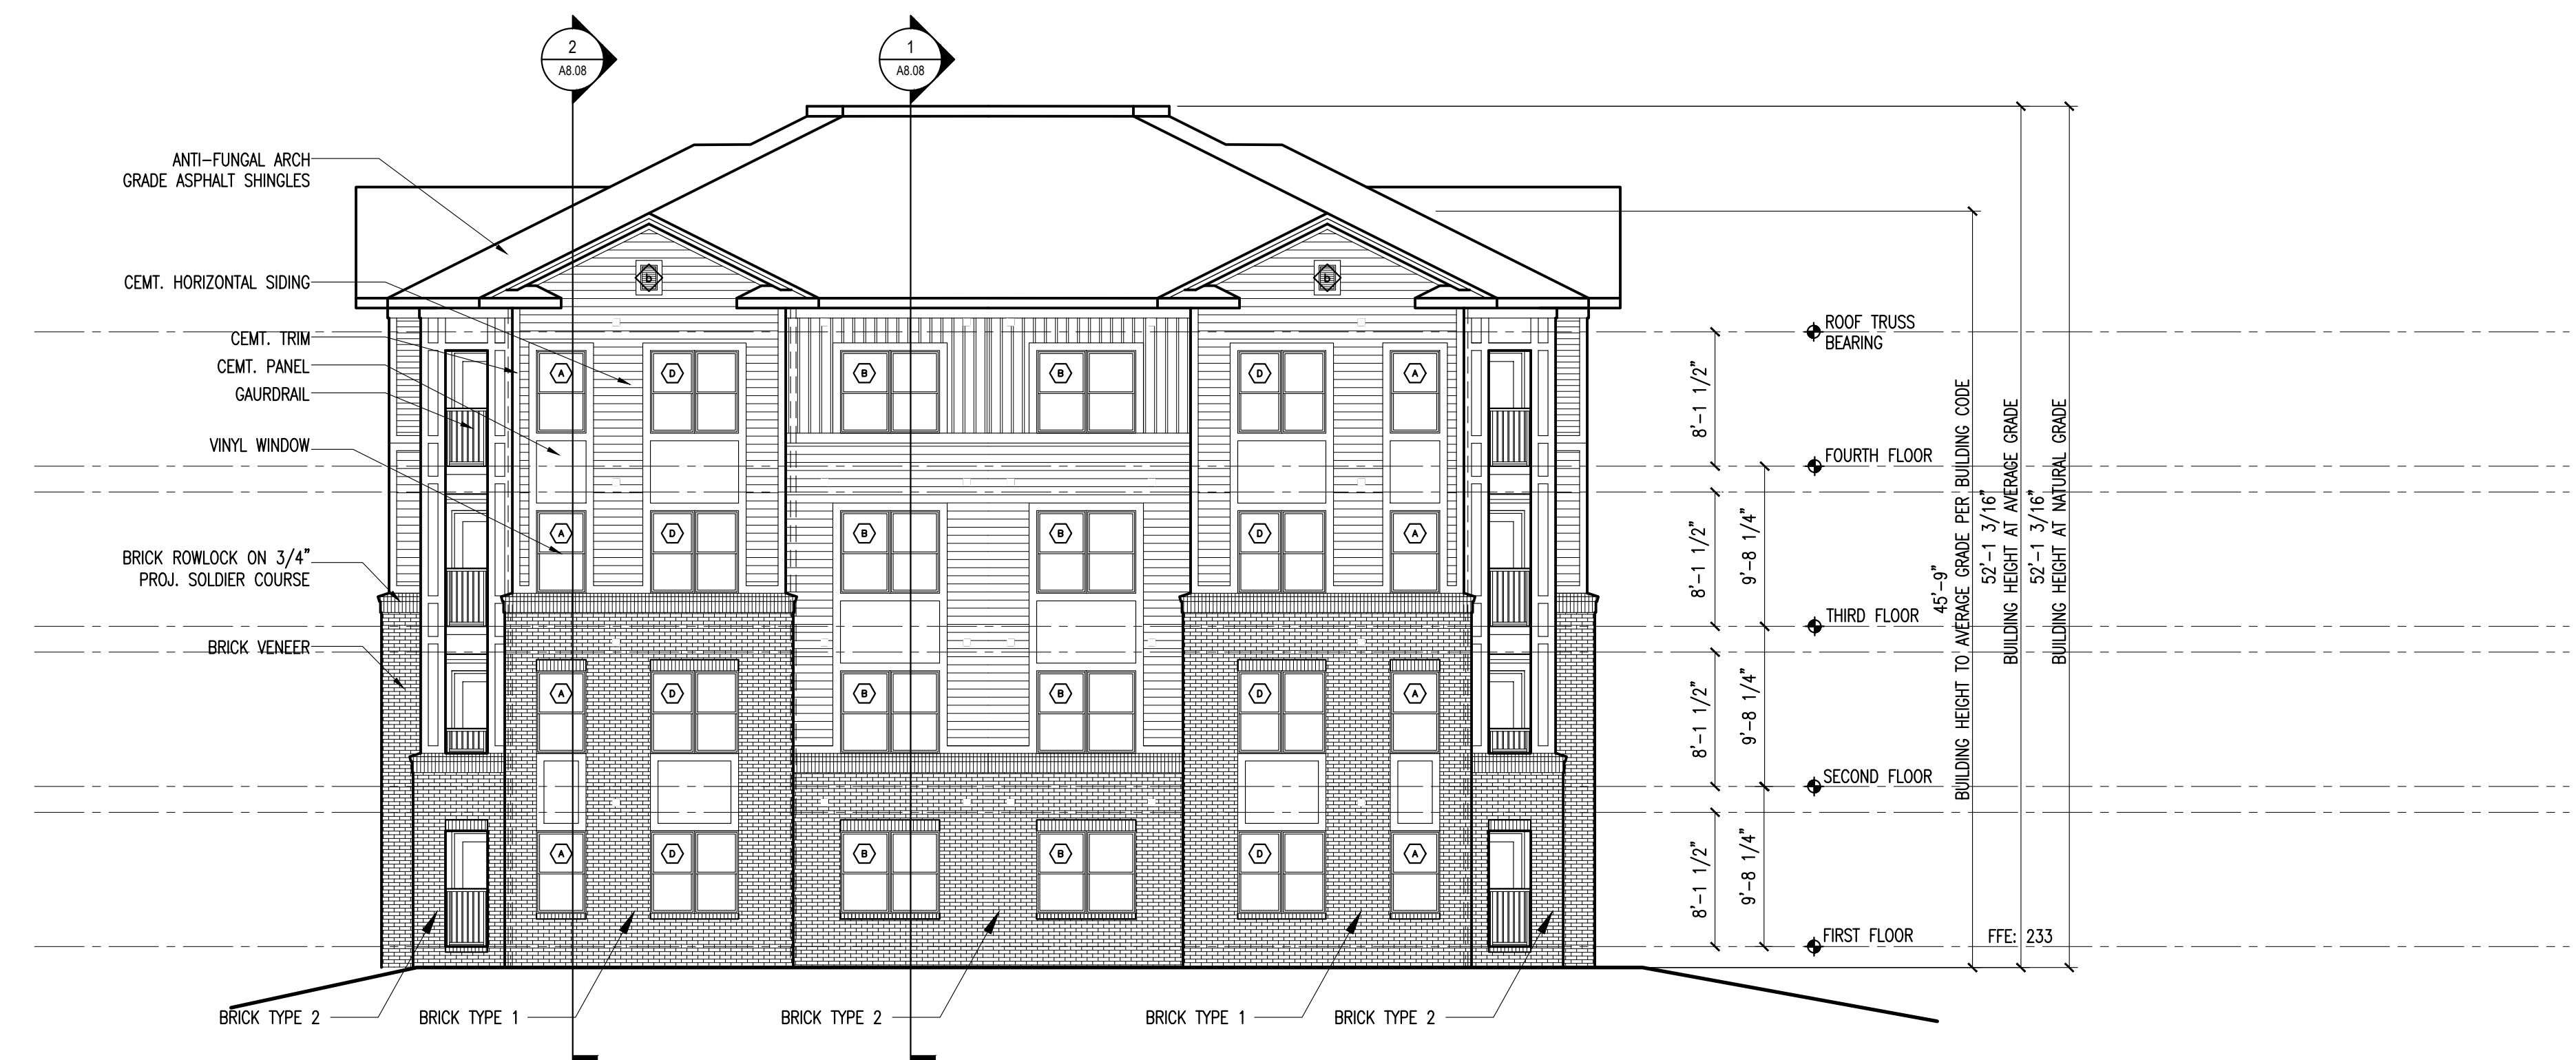 2
A8.08
1
A8.08
ANTI-FUNGAL ARCH
GRADE ASPHALT SHINGLES
CEMT. HORIZONTAL SIDING
CEMT. TRIM
CEMT. PANEL
GAURDRAIL
VINYL WINDOW
BRICK ROWLOCK ON 3/4"
PROJ. SOLDIER COURSE
BRICK VENEER
b
b
A
D
B
B
D
A
A
D
B
B
D
A
A
D
B
B
D
A
A
D
B
B
D
A
BRICK TYPE 2
BRICK TYPE 1
BRICK TYPE 2
BRICK TYPE 1
BRICK TYPE 2
8'-1 1/2"
8'-1 1/2"
8'-1 1/2"
8'-1 1/2"
9'-8 1/4"
9'-8 1/4"
9'-8 1/4"
ROOF TRUSS
BEARING
FOURTH FLOOR
THIRD FLOOR
SECOND FLOOR
FIRST FLOOR
FFE: 233
45'-9"
BUILDING HEIGHT TO AVERAGE GRADE PER BUILDING CODE
52'-1 3/16"
BUILDING HEIGHT AT AVERAGE GRADE
52'-1 3/16"
BUILDING HEIGHT AT NATURAL GRADE